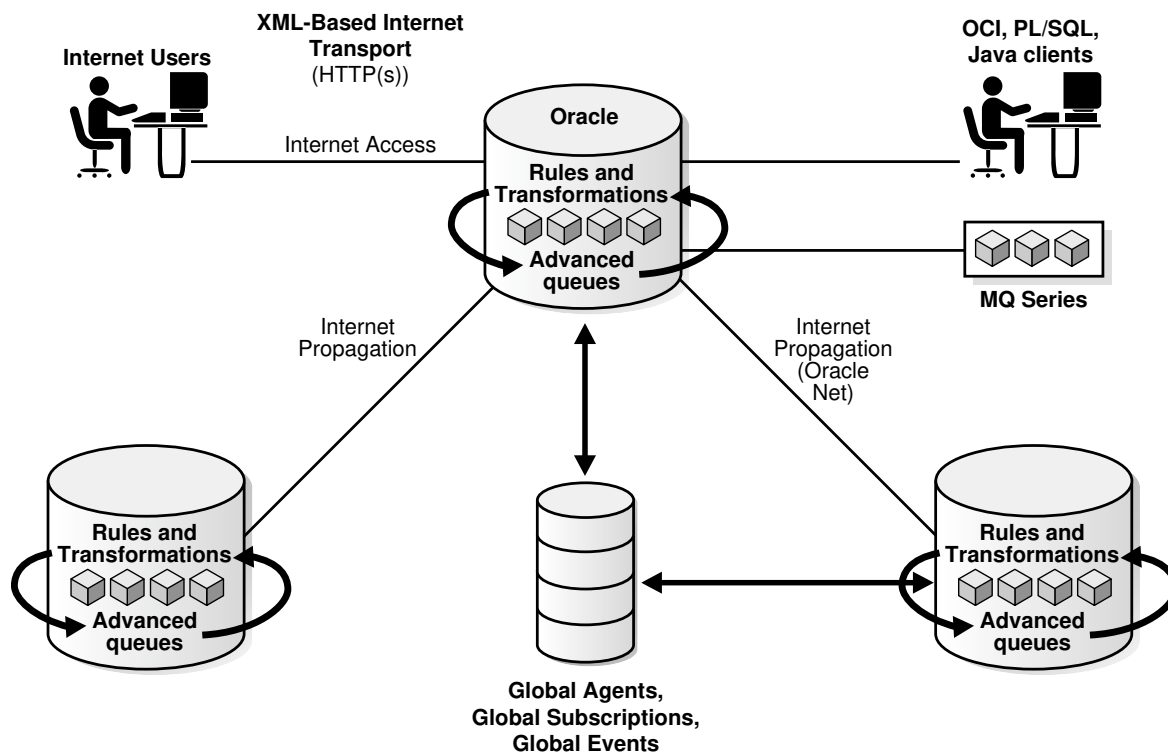 XML-Based Internet
Transport
(HTTP(s))
Internet Users
OCI, PL/SQL,
Java clients
Oracle
Internet Access
Rules and
Transformations
Advanced
queues
MQ Series
Internet
Propagation
Internet
Propagation
(Oracle
Net)
Rules and
Transformations
Advanced
queues
Rules and
Transformations
Advanced
queues
Global Agents,
Global Subscriptions,
Global Events